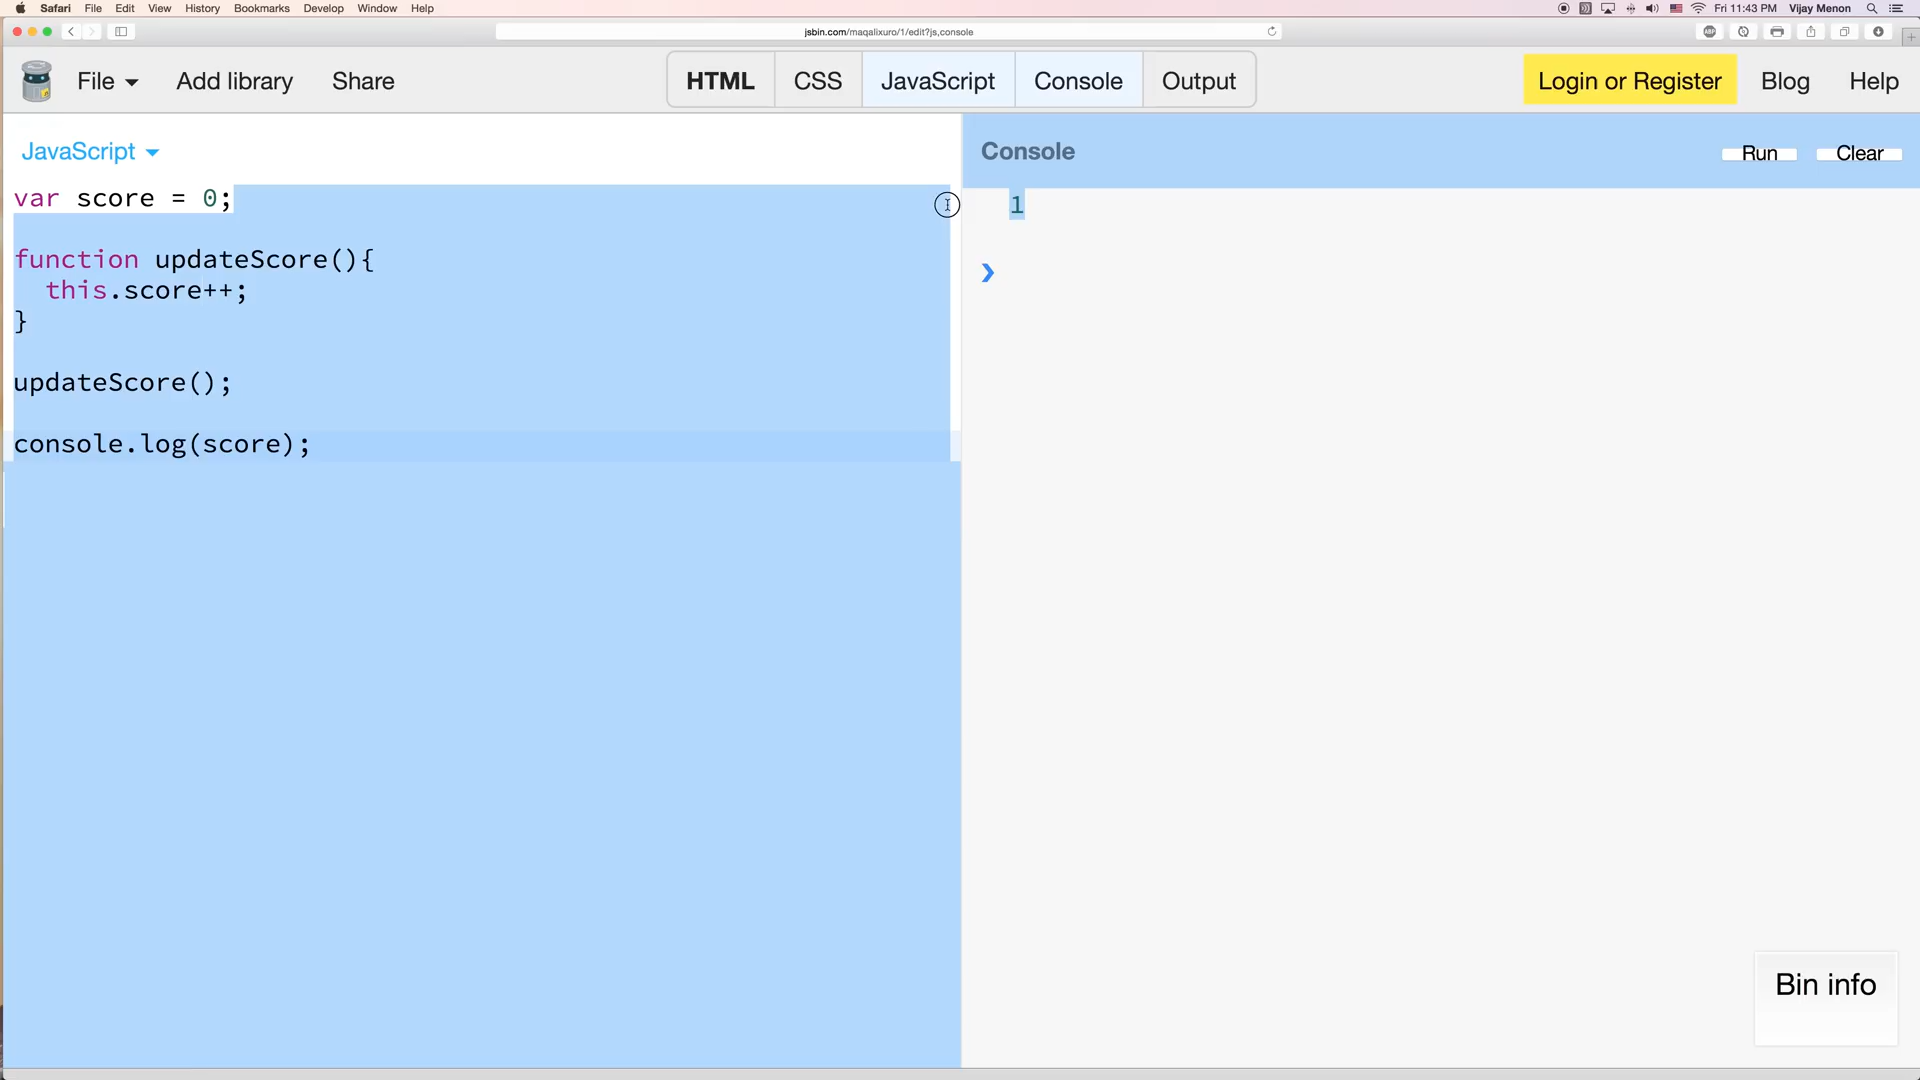 Safari File Edit View History Bookmarks Develop Window Help Fri 11:43 PM Vijay Menon
jsbin.com/maqalixuro/1/edit?js,console
ABP
File Add library Share HTML CSS JavaScript Console Output Login or Register Blog Help
JavaScript
var score = 0;
function updateScore(){
this.score++;
}
updateScore();
console.log(score);
Console Run Clear
1
Bin info